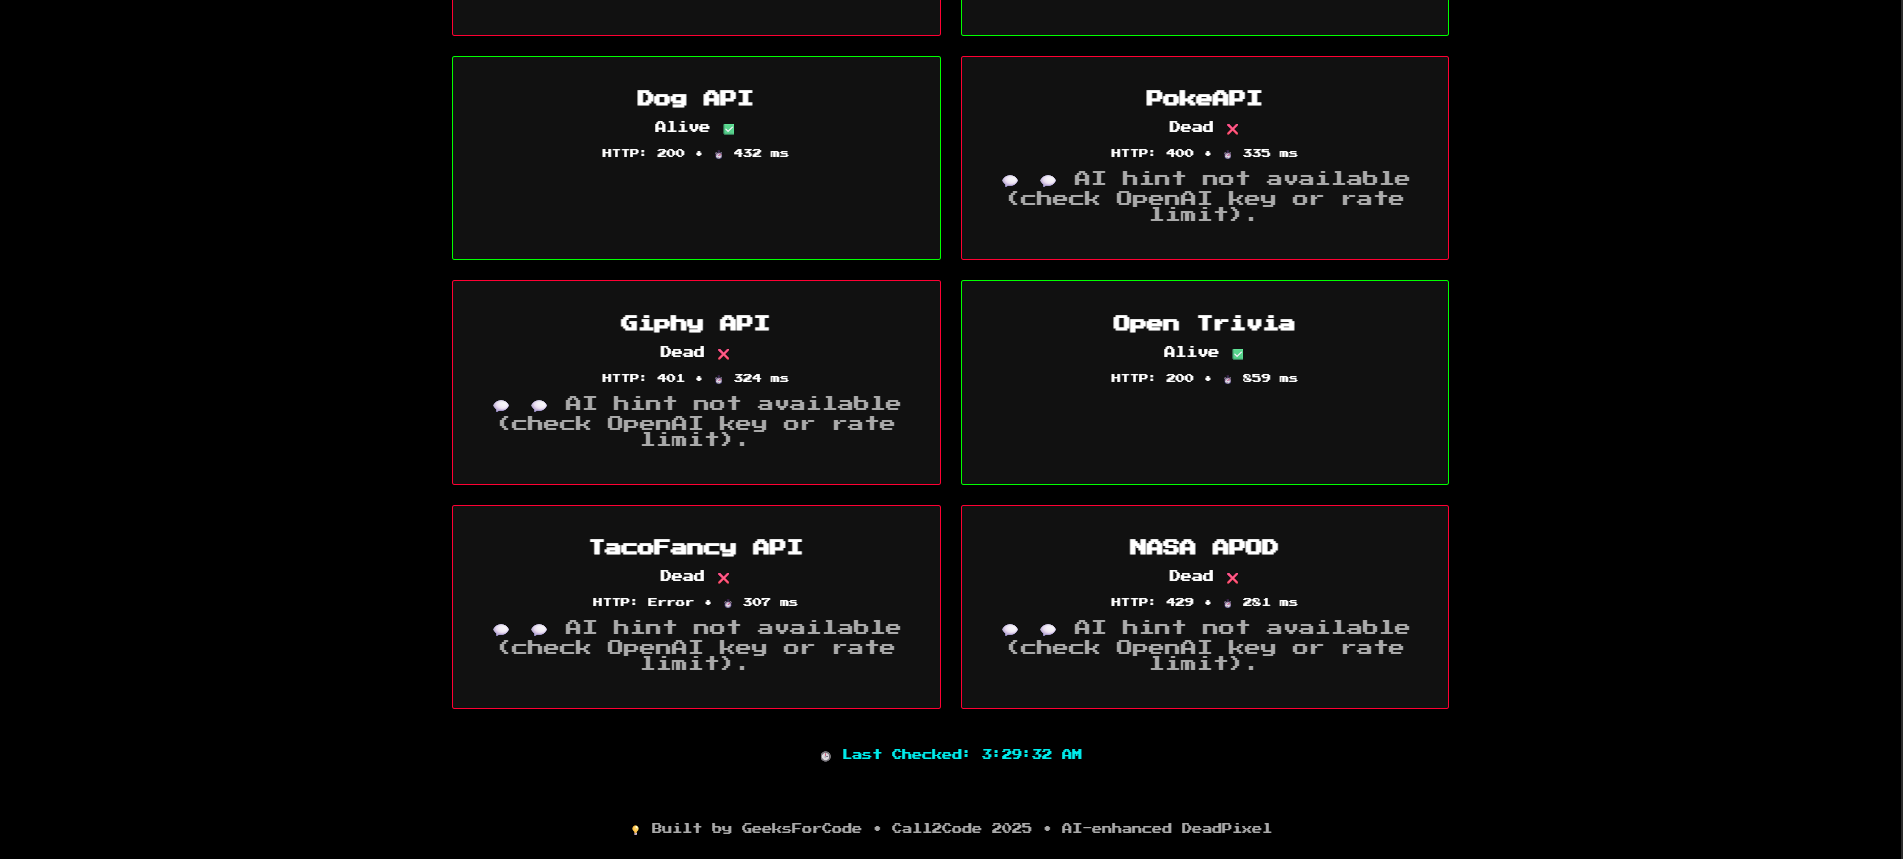 Dog API
Alive ✅
HTTP: 200 • ⏱ 432 ms
PokeAPI
Dead ❌
HTTP: 400 • ⏱ 335 ms
💬 💬 AI hint not available
(check OpenAI key or rate
limit).
Giphy API
Dead ❌
HTTP: 401 • ⏱ 324 ms
💬 💬 AI hint not available
(check OpenAI key or rate
limit).
Open Trivia
Alive ✅
HTTP: 200 • ⏱ 859 ms
TacoFancy API
Dead ❌
HTTP: Error • ⏱ 307 ms
💬 💬 AI hint not available
(check OpenAI key or rate
limit).
NASA APOD
Dead ❌
HTTP: 429 • ⏱ 281 ms
💬 💬 AI hint not available
(check OpenAI key or rate
limit).
🕒 Last Checked: 3:29:32 AM
💡 Built by GeeksForCode • Call2Code 2025 • AI-enhanced DeadPixel